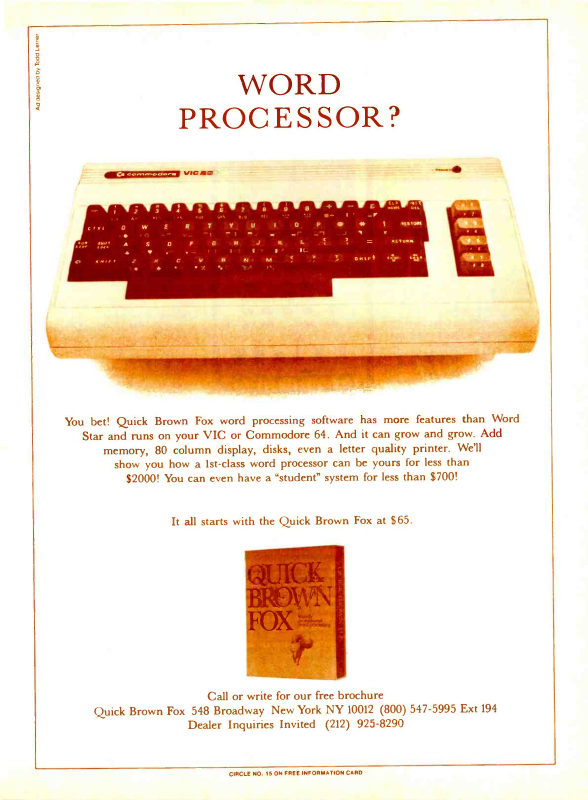 Ad designed by Todd Lerner
WORD
PROCESSOR?
commodore VIC 20
CTRL Q W E R T Y U I O P @ * RESTORE
A S D F G H J K L = RETURN
SHIFT Z X C V B N M SHIFT
You bet! Quick Brown Fox word processing software has more features than Word
Star and runs on your VIC or Commodore 64. And it can grow and grow. Add
memory, 80 column display, disks, even a letter quality printer. We'll
show you how a 1st-class word processor can be yours for less than
$2000! You can even have a "student" system for less than $700!
It all starts with the Quick Brown Fox at $65.
QUICK
BROWN
FOX
Call or write for our free brochure
Quick Brown Fox 548 Broadway New York NY 10012 (800) 547-5995 Ext 194
Dealer Inquiries Invited (212) 925-8290
CIRCLE NO. 15 ON FREE INFORMATION CARD